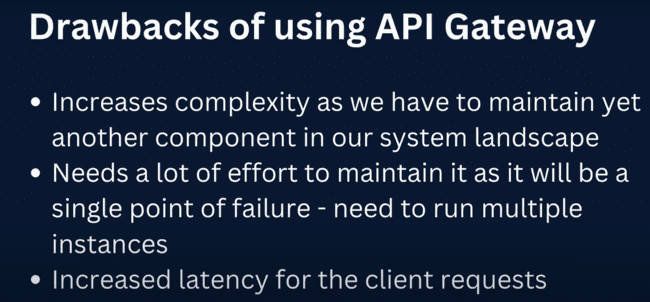 Drawbacks of using API Gateway
• Increases complexity as we have to maintain yet
another component in our system landscape
• Needs a lot of effort to maintain it as it will be a
single point of failure - need to run multiple
instances
• Increased latency for the client requests